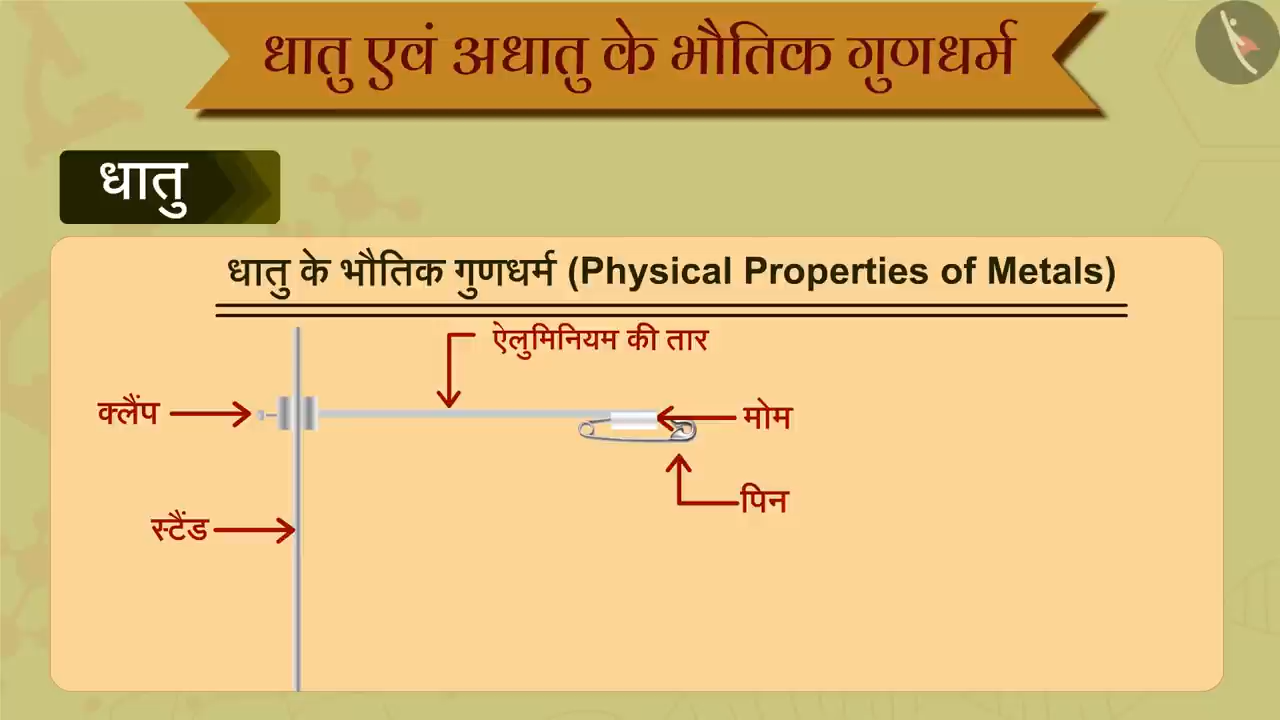 धातु एवं अधातु के भौतिक गुणधर्म
धातु
धातु के भौतिक गुणधर्म (Physical Properties of Metals)
ऐलुमिनियम की तार
क्लैंप
मोम
पिन
स्टैंड